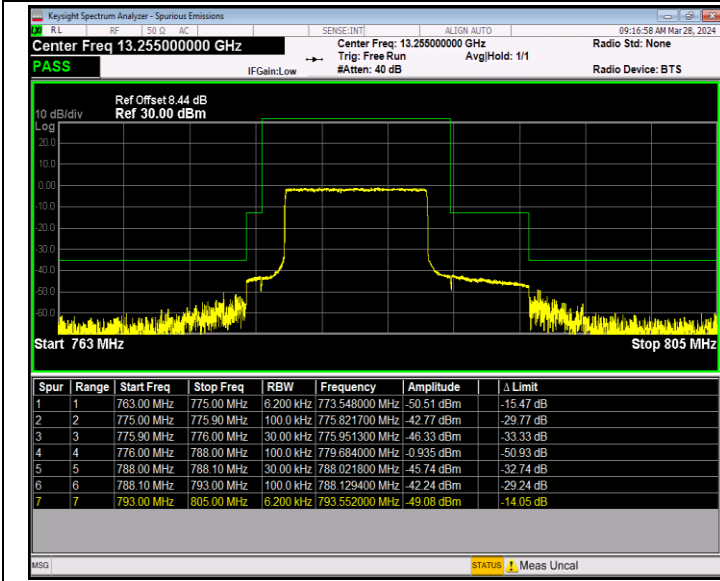 Keysight Spectrum Analyzer - Spurious Emissions
RL RF 50 Ω AC SENSE:INT ALIGN AUTO 09:16:58 AM Mar 28, 2024
Center Freq 13.255000000 GHz Center Freq: 13.255000000 GHz Radio Std: None
Trig: Free Run Avg|Hold: 1/1
PASS IFGain:Low #Atten: 40 dB Radio Device: BTS
Ref Offset 8.44 dB
10 dB/div Ref 30.00 dBm
Log
20.0
10.0
0.00
-10.0
-20.0
-30.0
-40.0
-50.0
-60.0
Start 763 MHz Stop 805 MHz
Spur Range Start Freq Stop Freq RBW Frequency Amplitude Δ Limit
1 1 763.00 MHz 775.00 MHz 6.200 kHz 773.548000 MHz -50.51 dBm -15.47 dB
2 2 775.00 MHz 775.90 MHz 100.0 kHz 775.821700 MHz -42.77 dBm -29.77 dB
3 3 775.90 MHz 776.00 MHz 30.00 kHz 775.951300 MHz -46.33 dBm -33.33 dB
4 4 776.00 MHz 788.00 MHz 100.0 kHz 779.684000 MHz -0.935 dBm -50.93 dB
5 5 788.00 MHz 788.10 MHz 30.00 kHz 788.021800 MHz -45.74 dBm -32.74 dB
6 6 788.10 MHz 793.00 MHz 100.0 kHz 788.129400 MHz -42.24 dBm -29.24 dB
7 7 793.00 MHz 805.00 MHz 6.200 kHz 793.552000 MHz -49.08 dBm -14.05 dB
MSG STATUS Meas Uncal